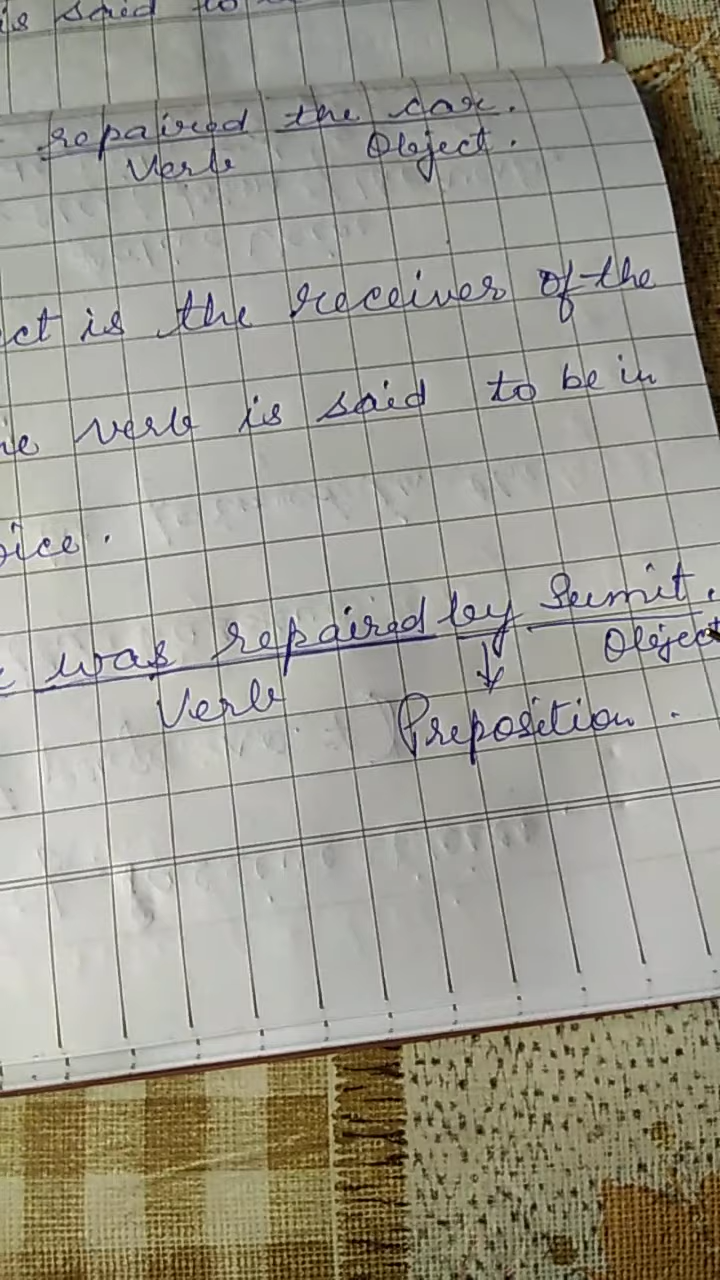 is said to
repaired the car.
Verb Object.
ct is the receiver of the
verb is said to be in
oice.
was repaired by Sumit.
Verb Object
↓
Preposition.